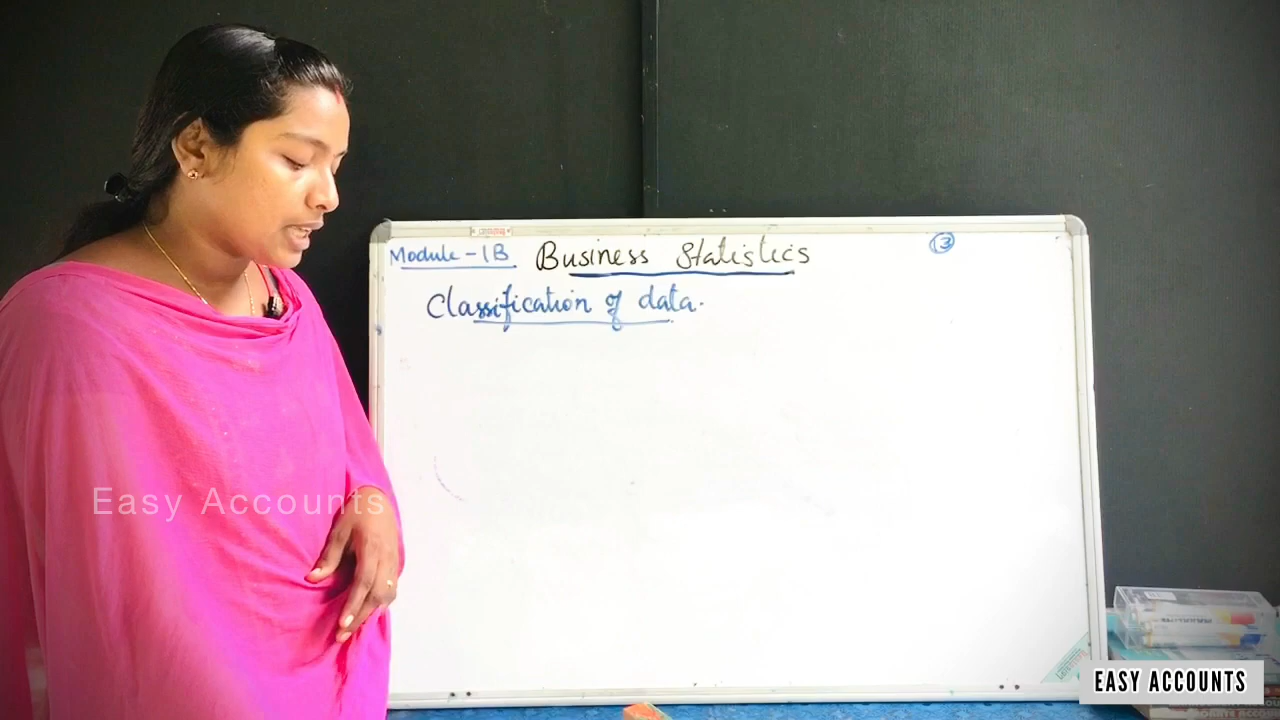 Module-1B Business Statistics 3
Classification of data.
Easy Accounts
EASY ACCOUNTS